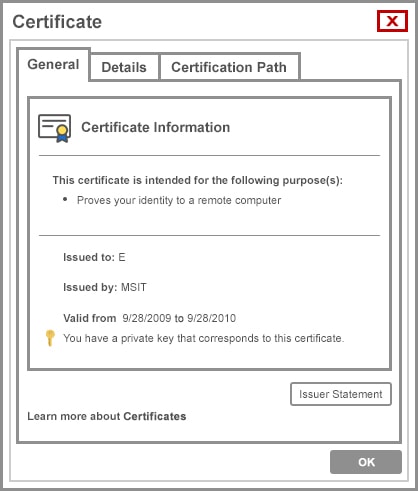 Certificate
X
General Details Certification Path
Certificate Information
This certificate is intended for the following purpose(s):
• Proves your identity to a remote computer
Issued to: E
Issued by: MSIT
Valid from 9/28/2009 to 9/28/2010
You have a private key that corresponds to this certificate.
Issuer Statement
Learn more about Certificates
OK